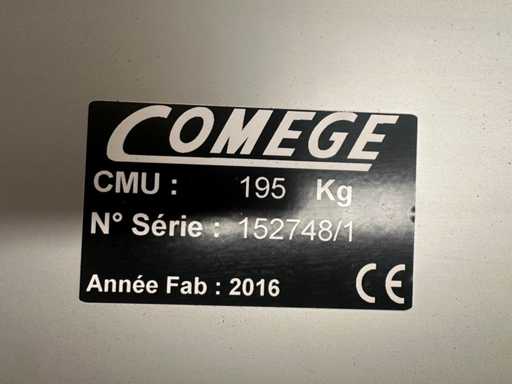 COMEGE
CMU : 195 Kg
N° Série : 152748/1
Année Fab : 2016 CE